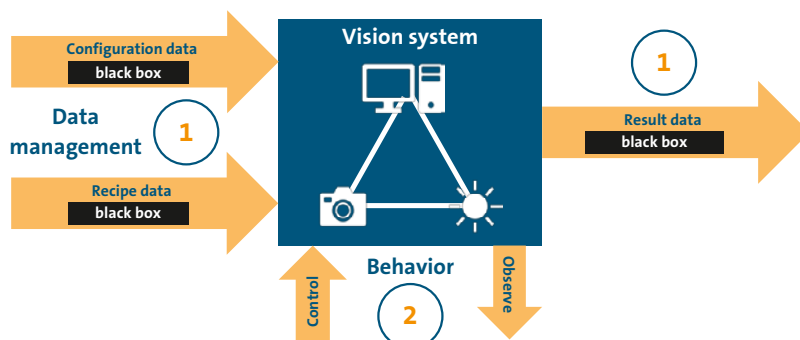 Vision system
Configuration data
black box
Data
management
1
Recipe data
black box
1
Result data
black box
Control
Behavior
2
Observe